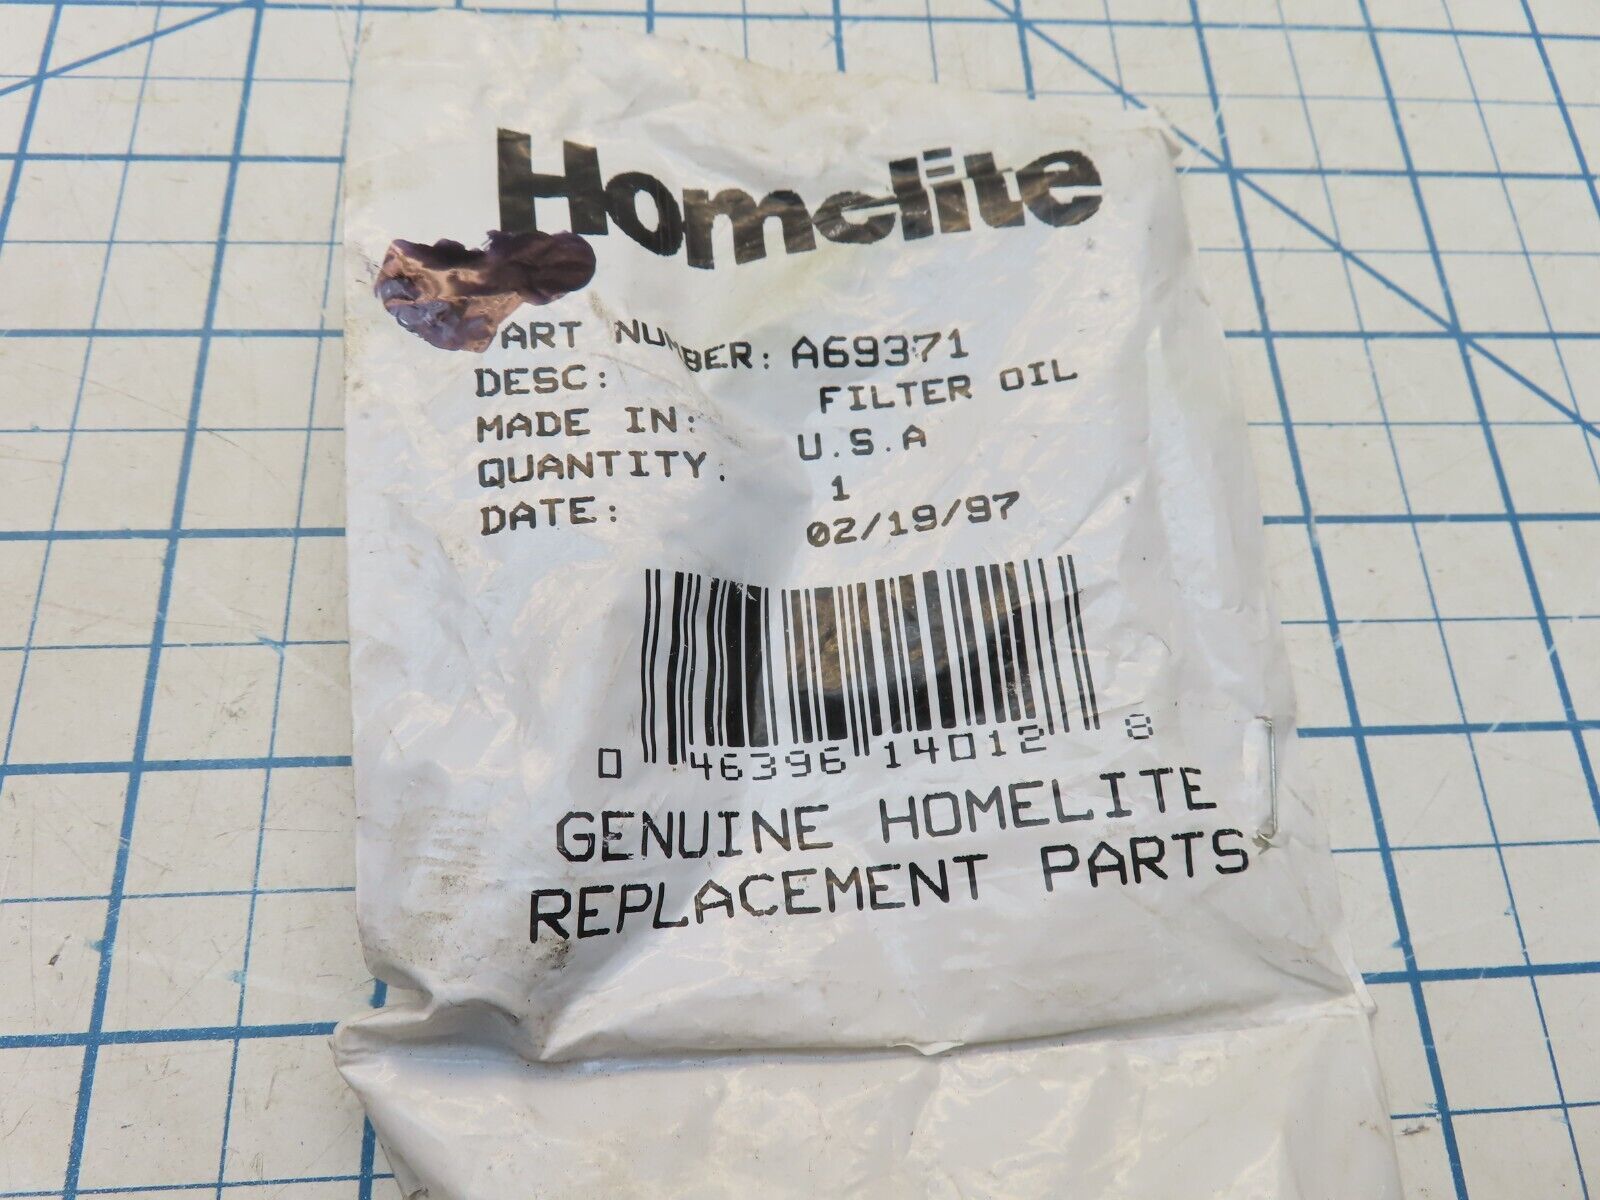 Homelite
PART NUMBER: A69371
DESC: FILTER OIL
MADE IN: U.S.A
QUANTITY: 1
DATE: 02/19/97
0 46396 14012 8
GENUINE HOMELITE
REPLACEMENT PARTS